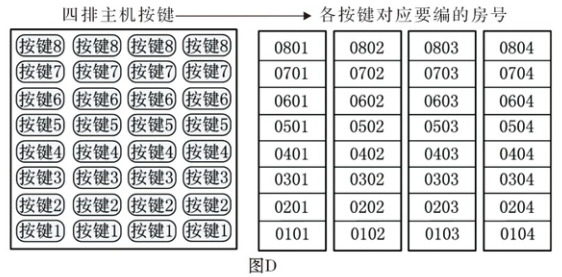 四排主机按键 各按键对应要编的房号
按键8 按键8 按键8 按键8 0801 0802 0803 0804
按键7 按键7 按键7 按键7 0701 0702 0703 0704
按键6 按键6 按键6 按键6 0601 0602 0603 0604
按键5 按键5 按键5 按键5 0501 0502 0503 0504
按键4 按键4 按键4 按键4 0401 0402 0403 0404
按键3 按键3 按键3 按键3 0301 0302 0303 0304
按键2 按键2 按键2 按键2 0201 0202 0203 0204
按键1 按键1 按键1 按键1 0101 0102 0103 0104
图D